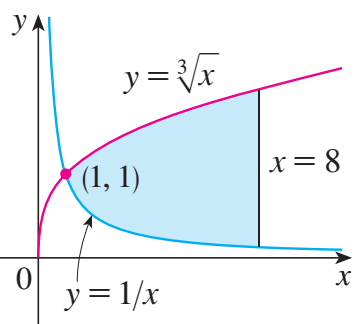 y
y = ∛x
(1, 1)
x = 8
0
x
y = 1/x